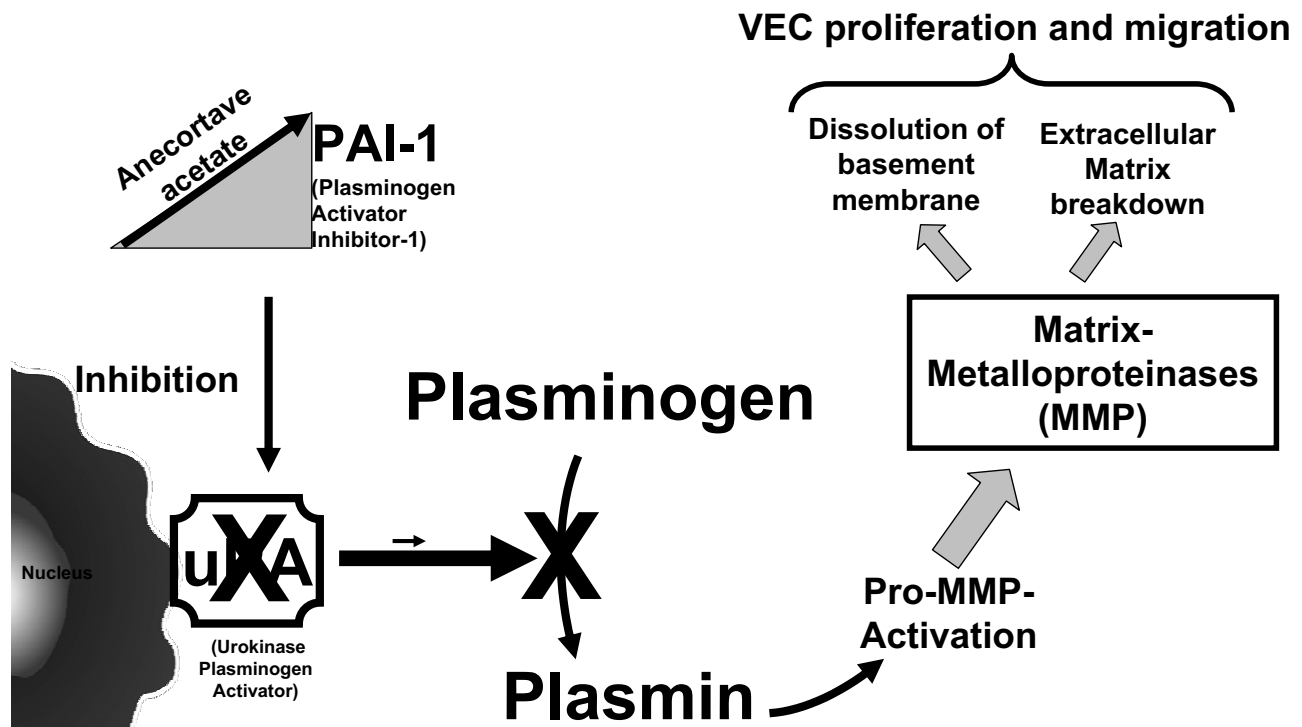 VEC proliferation and migration
Anecortave
acetate
PAI-1
(Plasminogen
Activator
Inhibitor-1)
Dissolution of
basement
membrane
Extracellular
Matrix
breakdown
Matrix-
Metalloproteinases
(MMP)
Inhibition
Plasminogen
Nucleus
uPA
X
X
(Urokinase
Plasminogen
Activator)
Pro-MMP-
Activation
Plasmin